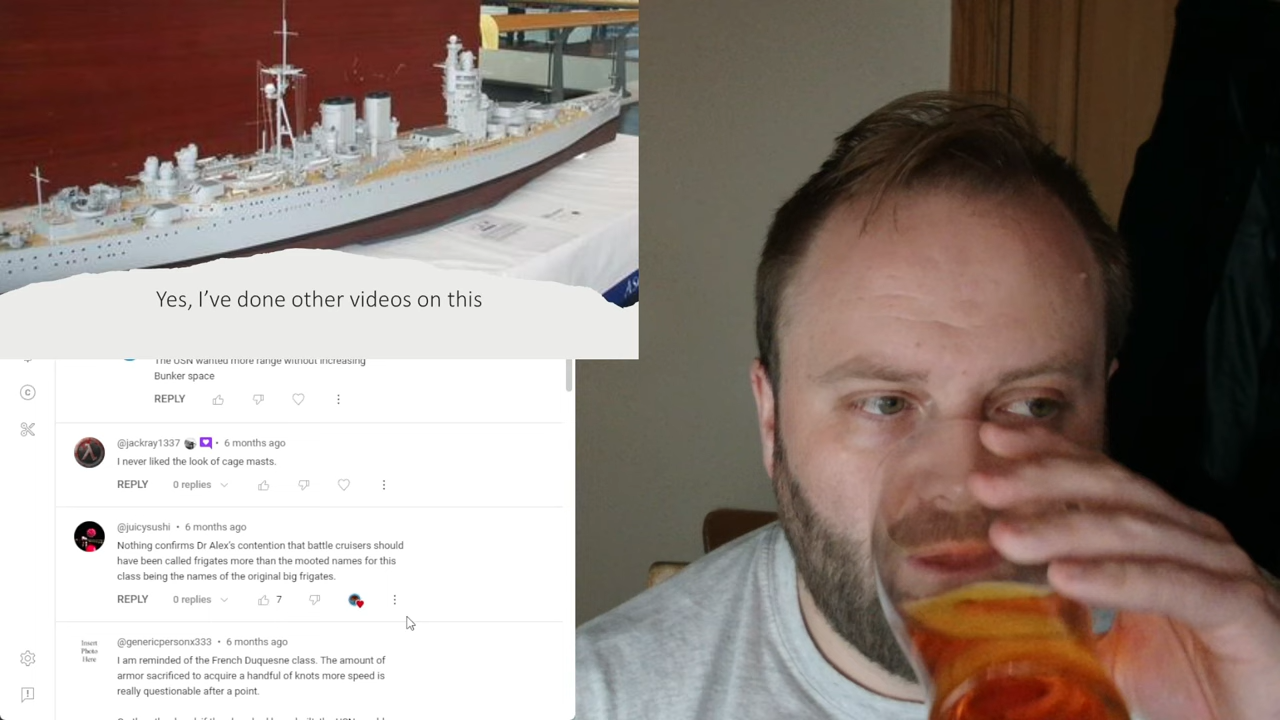 Yes, I've done other videos on this
The USN wanted more range without increasing
Bunker space
REPLY
@jackray1337 • 6 months ago
I never liked the look of cage masts.
REPLY 0 replies
@juicysushi • 6 months ago
Nothing confirms Dr Alex's contention that battle cruisers should
have been called frigates more than the mooted names for this
class being the names of the original big frigates.
REPLY 0 replies 7
Insert
Photo
Here
@genericpersonx333 • 6 months ago
I am reminded of the French Duquesne class. The amount of
armor sacrificed to acquire a handful of knots more speed is
really questionable after a point.